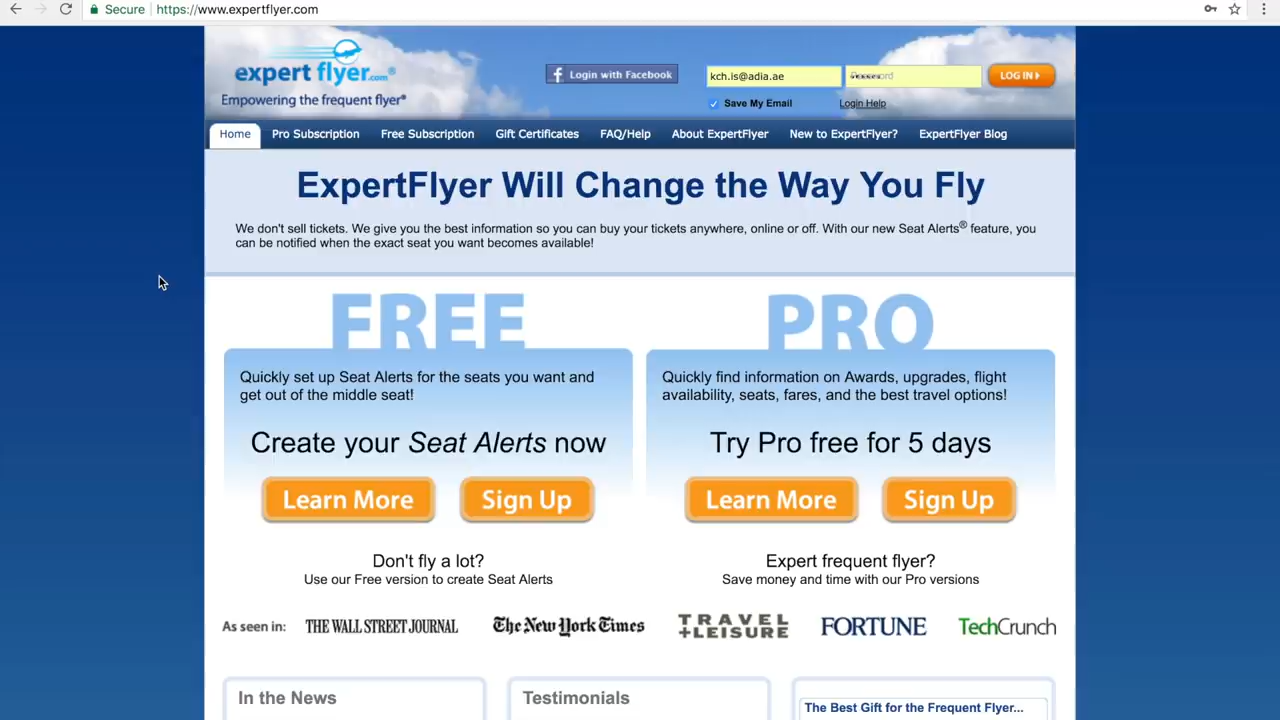 Secure https://www.expertflyer.com
expert flyer.com®
Empowering the frequent flyer®
Login with Facebook
kch.is@adia.ae
LOG IN
Save My Email
Login Help
Home Pro Subscription Free Subscription Gift Certificates FAQ/Help About ExpertFlyer New to ExpertFlyer? ExpertFlyer Blog
ExpertFlyer Will Change the Way You Fly
We don't sell tickets. We give you the best information so you can buy your tickets anywhere, online or off. With our new Seat Alerts® feature, you
can be notified when the exact seat you want becomes available!
FREE
Quickly set up Seat Alerts for the seats you want and
get out of the middle seat!
Create your Seat Alerts now
Learn More Sign Up
Don't fly a lot?
Use our Free version to create Seat Alerts
PRO
Quickly find information on Awards, upgrades, flight
availability, seats, fares, and the best travel options!
Try Pro free for 5 days
Learn More Sign Up
Expert frequent flyer?
Save money and time with our Pro versions
As seen in: THE WALL STREET JOURNAL The New York Times TRAVEL +LEISURE FORTUNE TechCrunch
In the News
Testimonials
The Best Gift for the Frequent Flyer...